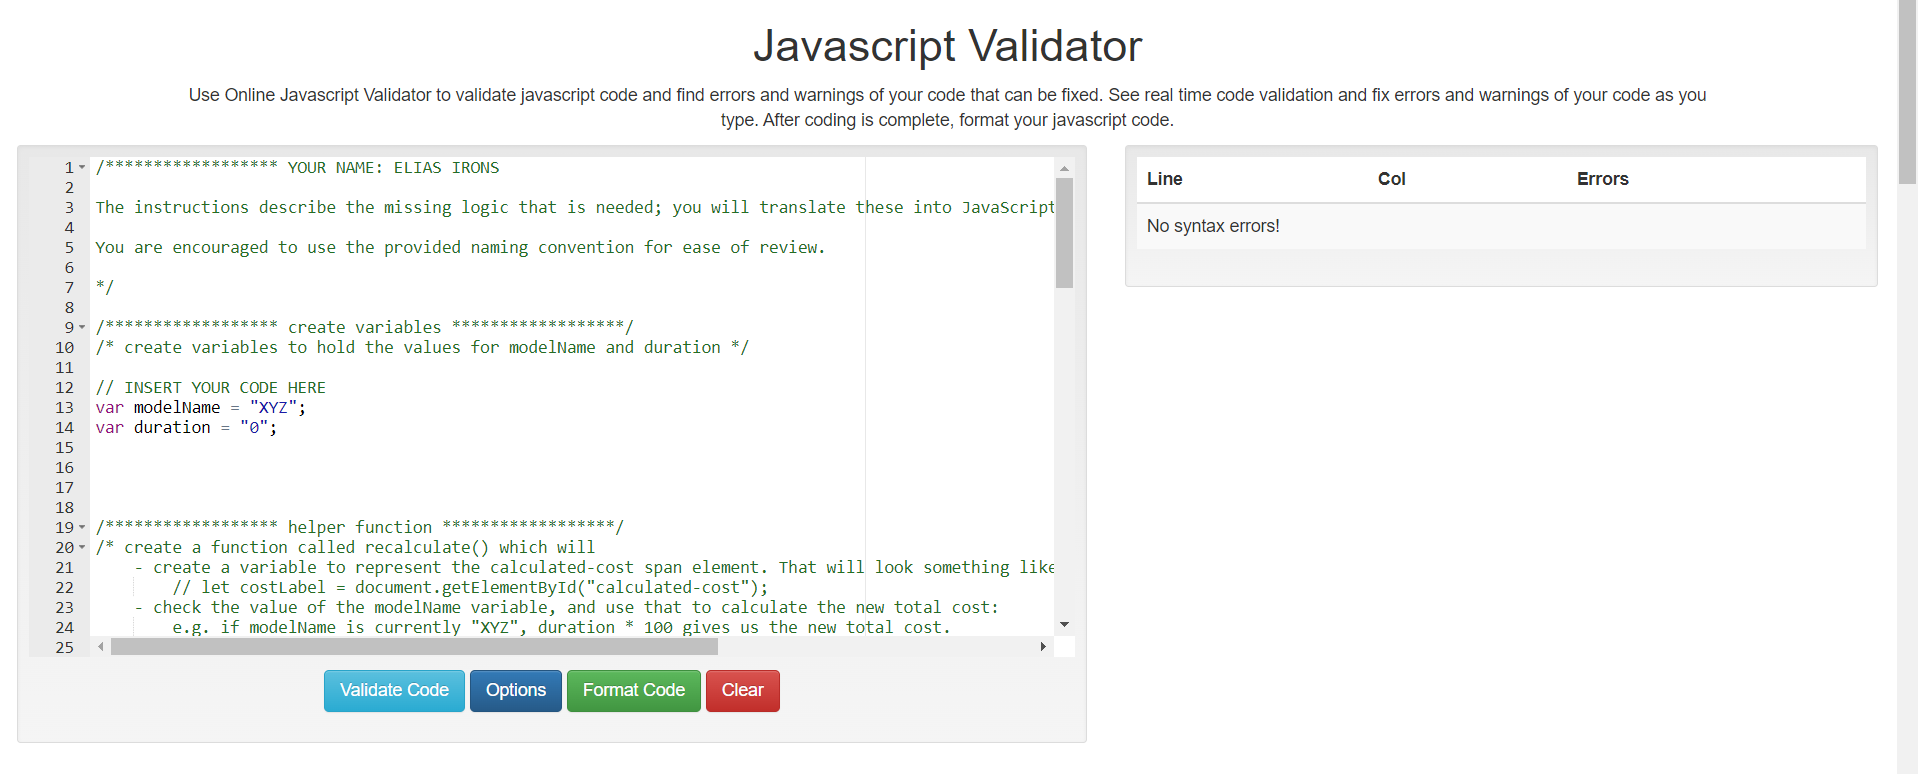 Javascript Validator
Use Online Javascript Validator to validate javascript code and find errors and warnings of your code that can be fixed. See real time code validation and fix errors and warnings of your code as you
type. After coding is complete, format your javascript code.
1 /****************** YOUR NAME: ELIAS IRONS
2
3 The instructions describe the missing logic that is needed; you will translate these into JavaScript
4
5 You are encouraged to use the provided naming convention for ease of review.
6
7 */
8
9 /****************** create variables ******************/
10 /* create variables to hold the values for modelName and duration */
11
12 // INSERT YOUR CODE HERE
13 var modelName = "XYZ";
14 var duration = "0";
15
16
17
18
19 /****************** helper function ******************/
20 /* create a function called recalculate() which will
21     - create a variable to represent the calculated-cost span element. That will look something like
22         // let costLabel = document.getElementById("calculated-cost");
23     - check the value of the modelName variable, and use that to calculate the new total cost:
24         e.g. if modelName is currently "XYZ", duration * 100 gives us the new total cost.
25
Validate Code Options Format Code Clear
Line Col Errors
No syntax errors!